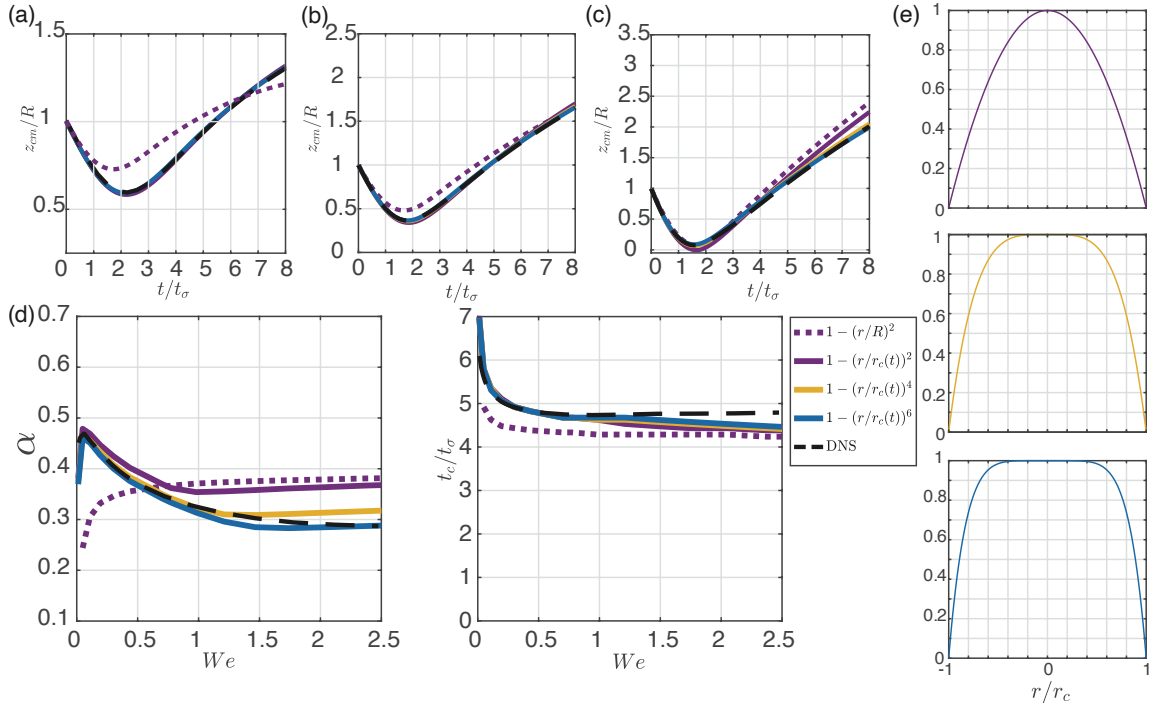 (a)
1.5
1
0.5
z_{cm}/R
0 1 2 3 4 5 6 7 8
t/t_σ
(b)
2.5
2
1.5
1
0.5
0
z_{cm}/R
0 1 2 3 4 5 6 7 8
t/t_σ
(c)
3.5
3
2.5
2
1.5
1
0.5
0
z_{cm}/R
0 1 2 3 4 5 6 7 8
t/t_σ
(d)
0.7
0.6
0.5
0.4
0.3
0.2
0.1
α
0 0.5 1 1.5 2 2.5
We
7
6
5
4
3
2
1
0
t_c/t_σ
0 0.5 1 1.5 2 2.5
We
1 − (r/R)^2
1 − (r/r_c(t))^2
1 − (r/r_c(t))^4
1 − (r/r_c(t))^6
DNS
(e)
1
0.8
0.6
0.4
0.2
0
1
0.8
0.6
0.4
0.2
0
1
0.8
0.6
0.4
0.2
0
-1 0 1
r/r_c